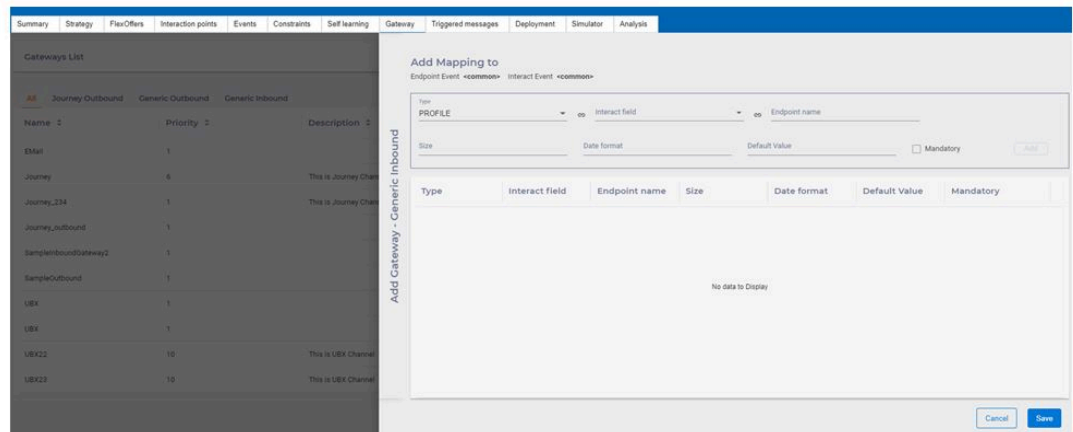 Summary Strategy FlexOffers Interaction points Events Constraints Self learning Gateway Triggered messages Deployment Simulator Analysis
Gateways List
All Journey Outbound Generic Outbound Generic Inbound
Name Priority Description
EMail 1
Journey 6 This is Journey Chan
Journey_234 1 This is Journey Chan
Journey_outbound 1
SampleInboundGateway2 1
SampleOutbound 1
UBX 1
UBX 1
UBX22 10 This is UBX Channel
UBX23 10 This is UBX Channel
Add Gateway - Generic Inbound
Add Mapping to
Endpoint Event <common> Interact Event <common>
Type
PROFILE Interact field Endpoint name
Size Date format Default Value Mandatory Add
Type Interact field Endpoint name Size Date format Default Value Mandatory
No data to Display
Cancel Save